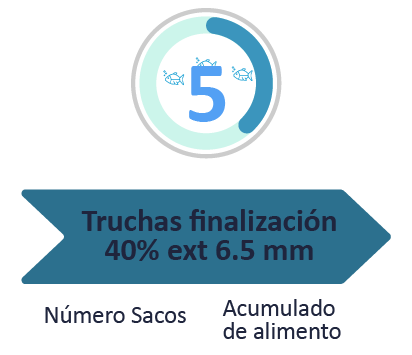 5
Truchas finalización
40% ext 6.5 mm
Número Sacos
Acumulado
de alimento